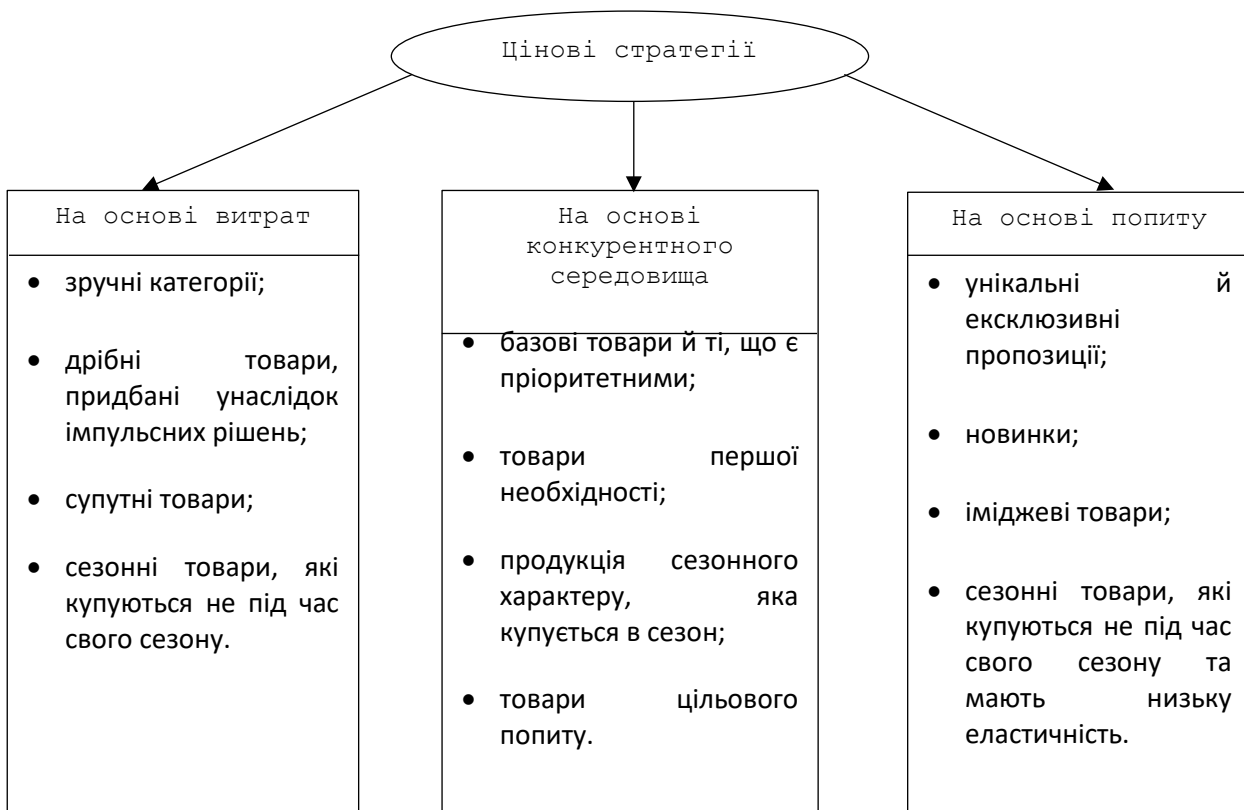 Цінові стратегії
На основі витрат
• зручні категорії;
• дрібні товари,
придбані унаслідок
імпульсних рішень;
• супутні товари;
• сезонні товари, які
купуються не під час
свого сезону.
На основі
конкурентного
середовища
• базові товари й ті, що є
пріоритетними;
• товари першої
необхідності;
• продукція сезонного
характеру, яка
купується в сезон;
• товари цільового
попиту.
На основі попиту
• унікальні й
ексклюзивні
пропозиції;
• новинки;
• іміджеві товари;
• сезонні товари, які
купуються не під час
свого сезону та
мають низьку
еластичність.